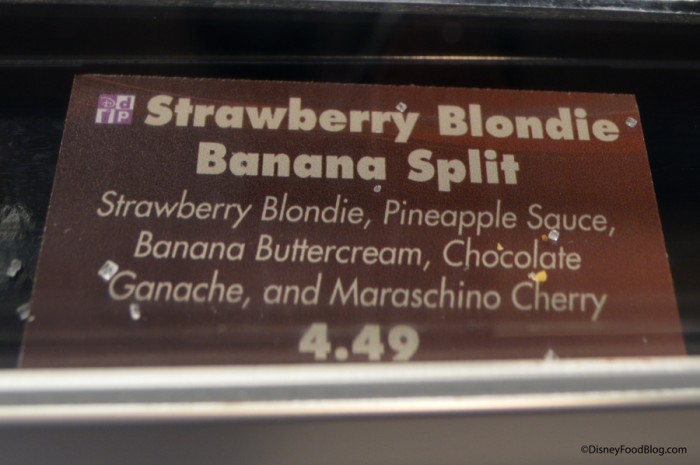 Strawberry Blondie
Banana Split
Strawberry Blondie, Pineapple Sauce,
Banana Buttercream, Chocolate
Ganache, and Maraschino Cherry
4.49
©DisneyFoodBlog.com